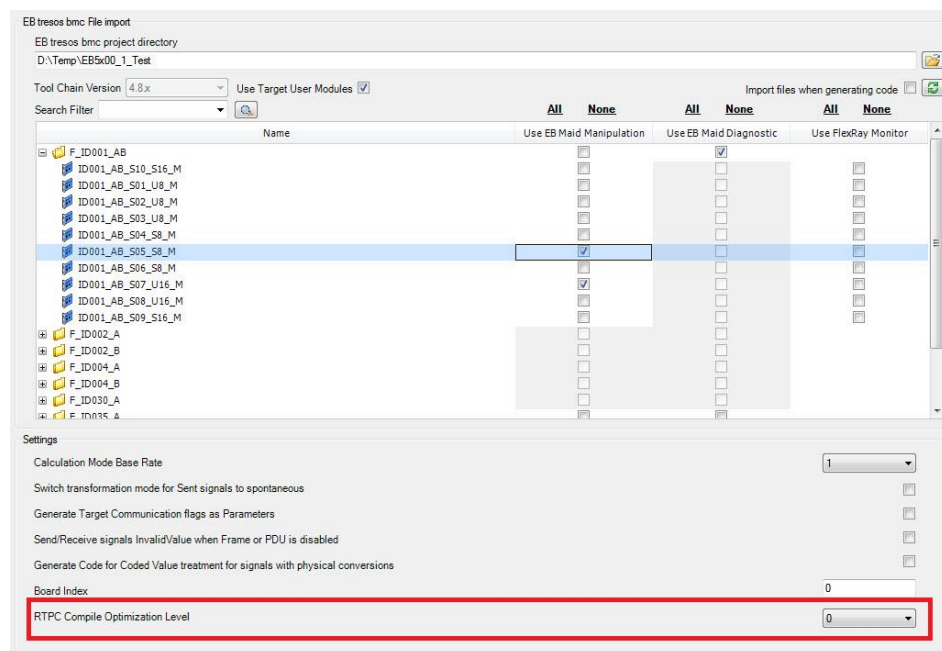 EB tresos bmc File import
EB tresos bmc project directory
D:\Temp\EB5x00_1_Test
Tool Chain Version 4.8.x Use Target User Modules Import files when generating code
Search Filter All None All None All None
Name Use EB Maid Manipulation Use EB Maid Diagnostic Use FlexRay Monitor
F_ID001_AB
ID001_AB_S10_S16_M
ID001_AB_S01_U8_M
ID001_AB_S02_U8_M
ID001_AB_S03_U8_M
ID001_AB_S04_S8_M
ID001_AB_S05_S8_M
ID001_AB_S06_S8_M
ID001_AB_S07_U16_M
ID001_AB_S08_U16_M
ID001_AB_S09_S16_M
F_ID002_A
F_ID002_B
F_ID004_A
F_ID004_B
F_ID030_A
F_ID035_A
Settings
Calculation Mode Base Rate 1
Switch transformation mode for Sent signals to spontaneous
Generate Target Communication flags as Parameters
Send/Receive signals InvalidValue when Frame or PDU is disabled
Generate Code for Coded Value treatment for signals with physical conversions
Board Index 0
RTPC Compile Optimization Level 0